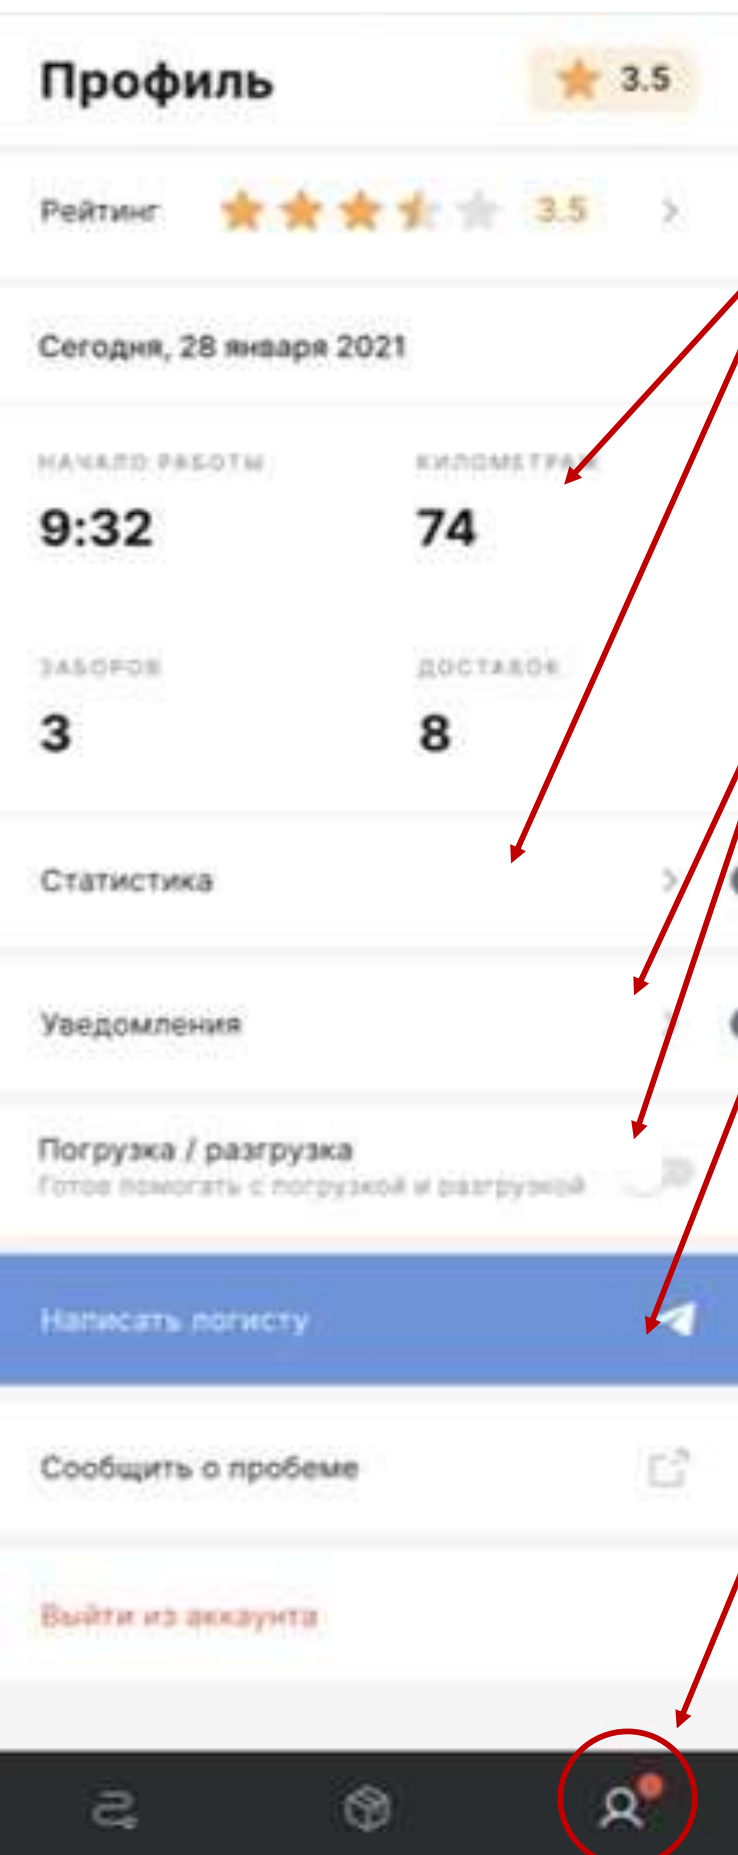 Профиль
3.5
Рейтинг 3.5
Сегодня, 28 января 2021
НАЧАЛО РАБОТЫ КИЛОМЕТРАЖ
9:32 74
ЗАБОРОВ ДОСТАВОК
3 8
Статистика
Уведомления
Погрузка / разгрузка
Готов помогать с погрузкой и разгрузкой
Написать логисту
Сообщить о пробеме
Выйти из аккаунта